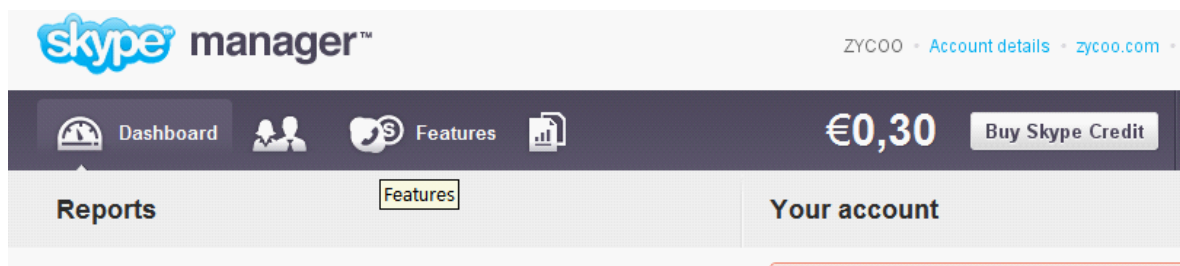 skype manager™
ZYCOO • Account details • zycoo.com •
Dashboard Features €0,30 Buy Skype Credit
Features
Reports Your account